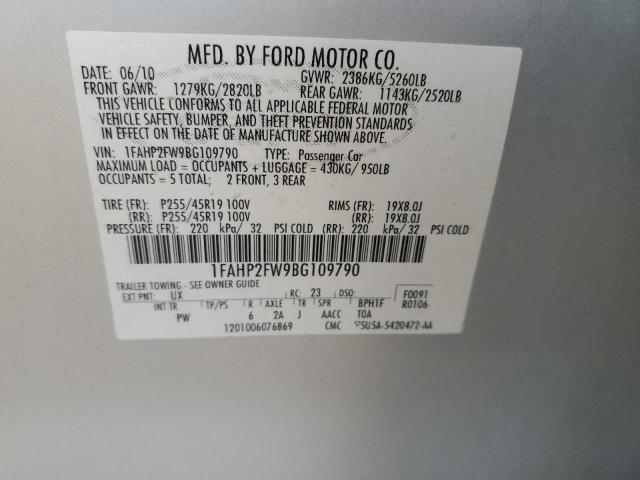 MFD. BY FORD MOTOR CO.
DATE: 06/10 GVWR: 2386KG/5260LB
FRONT GAWR: 1279KG/2820LB REAR GAWR: 1143KG/2520LB
THIS VEHICLE CONFORMS TO ALL APPLICABLE FEDERAL MOTOR
VEHICLE SAFETY, BUMPER, AND THEFT PREVENTION STANDARDS
IN EFFECT ON THE DATE OF MANUFACTURE SHOWN ABOVE.
VIN: 1FAHP2FW9BG109790 TYPE: Passenger Car
MAXIMUM LOAD = OCCUPANTS + LUGGAGE = 430KG/ 950LB
OCCUPANTS = 5 TOTAL; 2 FRONT, 3 REAR
TIRE (FR): P255/45R19 100V RIMS (FR): 19X8.0J
(RR): P255/45R19 100V (RR): 19X8.0J
PRESSURE (FR): 220 kPa/ 32 PSI COLD (RR): 220 kPa/ 32 PSI COLD
1FAHP2FW9BG109790
TRAILER TOWING - SEE OWNER GUIDE
EXT PNT: UX RC: 23 DSO: F0091
INT TR TP/PS R AXLE TR SPR BPH1F R0106
PW 6 2A J AACC TOA
1201006076869 CMC ▽5U5A-5420472-AA